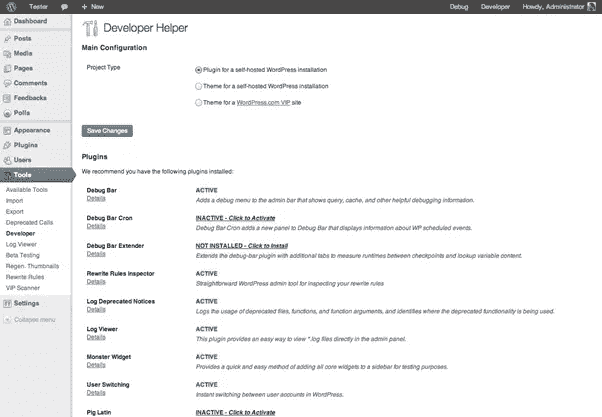 Tester
+ New
Debug
Developer
Howdy, Administrator
Dashboard
Posts
Media
Pages
Comments
Feedbacks
Polls
Appearance
Plugins
Users
Tools
Available Tools
Import
Export
Deprecated Calls
Developer
Log Viewer
Beta Testing
Regen. Thumbnails
Rewrite Rules
VIP Scanner
Settings
Collapse menu
Developer Helper
Main Configuration
Project Type
Plugin for a self-hosted WordPress installation
Theme for a self-hosted WordPress installation
Theme for a WordPress.com VIP site
Save Changes
Plugins
We recommend you have the following plugins installed:
Debug Bar
Details
ACTIVE
Adds a debug menu to the admin bar that shows query, cache, and other helpful debugging information.
Debug Bar Cron
Details
INACTIVE - Click to Activate
Debug Bar Cron adds a new panel to Debug Bar that displays information about WP scheduled events.
Debug Bar Extender
Details
NOT INSTALLED - Click to Install
Extends the debug-bar plugin with additional tabs to measure runtimes between checkpoints and lookup variable content.
Rewrite Rules Inspector
Details
ACTIVE
Straightforward WordPress admin tool for inspecting your rewrite rules
Log Deprecated Notices
Details
ACTIVE
Logs the usage of deprecated files, functions, and function arguments, and identifies where the deprecated functionality is being used.
Log Viewer
Details
ACTIVE
This plugin provides an easy way to view *.log files directly in the admin panel.
Monster Widget
Details
ACTIVE
Provides a quick and easy method of adding all core widgets to a sidebar for testing purposes.
User Switching
Details
ACTIVE
Instant switching between user accounts in WordPress.
Pig Latin
INACTIVE - Click to Activate